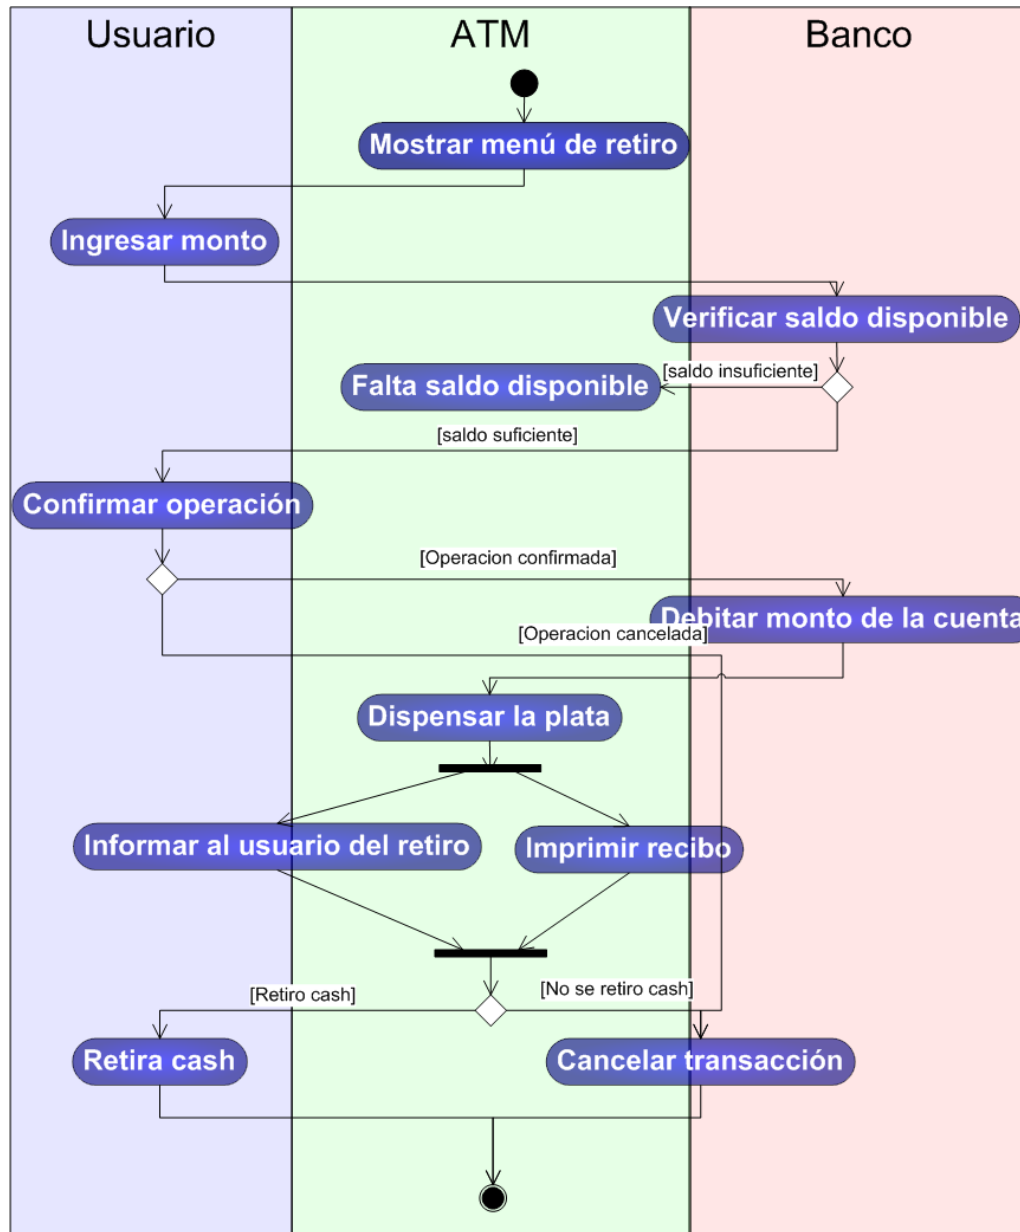 Usuario
ATM
Banco
Mostrar menú de retiro
Ingresar monto
Verificar saldo disponible
[saldo insuficiente]
Falta saldo disponible
[saldo suficiente]
Confirmar operación
[Operacion confirmada]
Debitar monto de la cuenta
[Operacion cancelada]
Dispensar la plata
Informar al usuario del retiro
Imprimir recibo
[Retiro cash]
[No se retiro cash]
Retira cash
Cancelar transacción